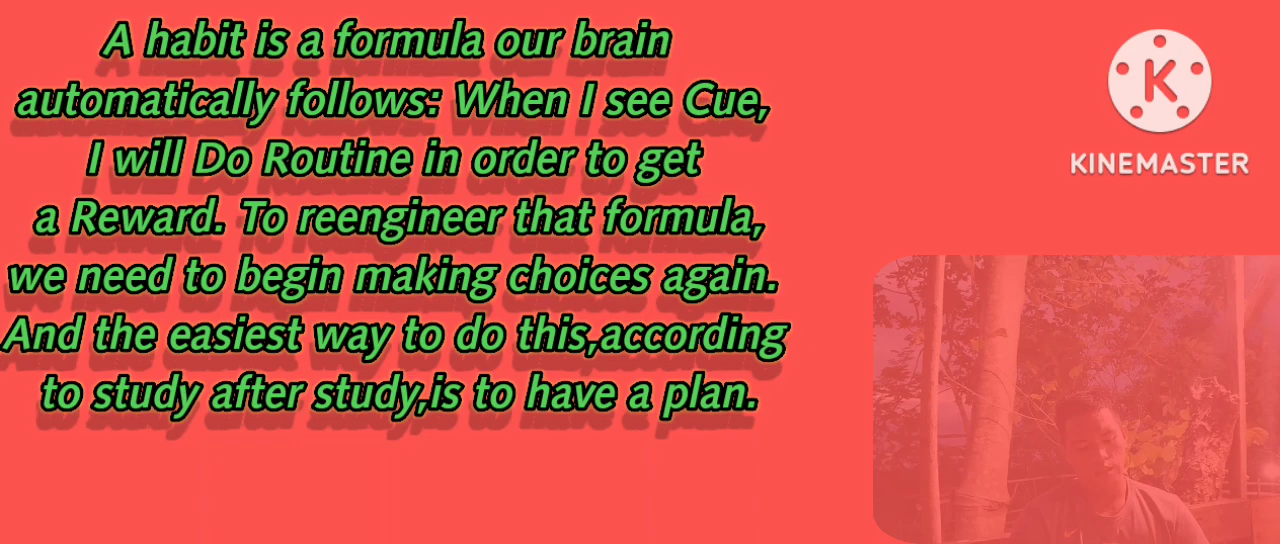 A habit is a formula our brain
automatically follows: When I see Cue,
I will Do Routine in order to get
a Reward. To reengineer that formula,
we need to begin making choices again.
And the easiest way to do this,according
to study after study,is to have a plan.
K
KINEMASTER